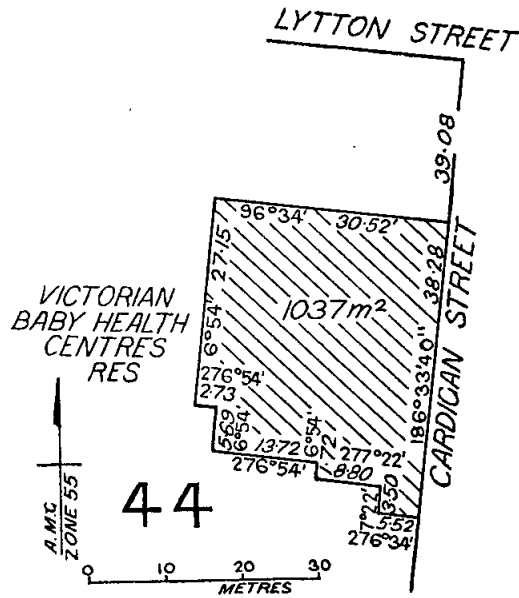 LYTTON STREET
39·08
96°34' 30·52'
27·15
38·28
1037m²
CARDIGAN STREET
VICTORIAN
BABY HEALTH
CENTRES
RES
6°54'
186°33'40"
276°54'
2·73
5·69
6°54'
13·72
276°54'
6°54'
1·72
277°22'
8·80
7°22'
3·50
5·52
276°34'
44
A.M.G
ZONE 55
0 10 20 30
METRES